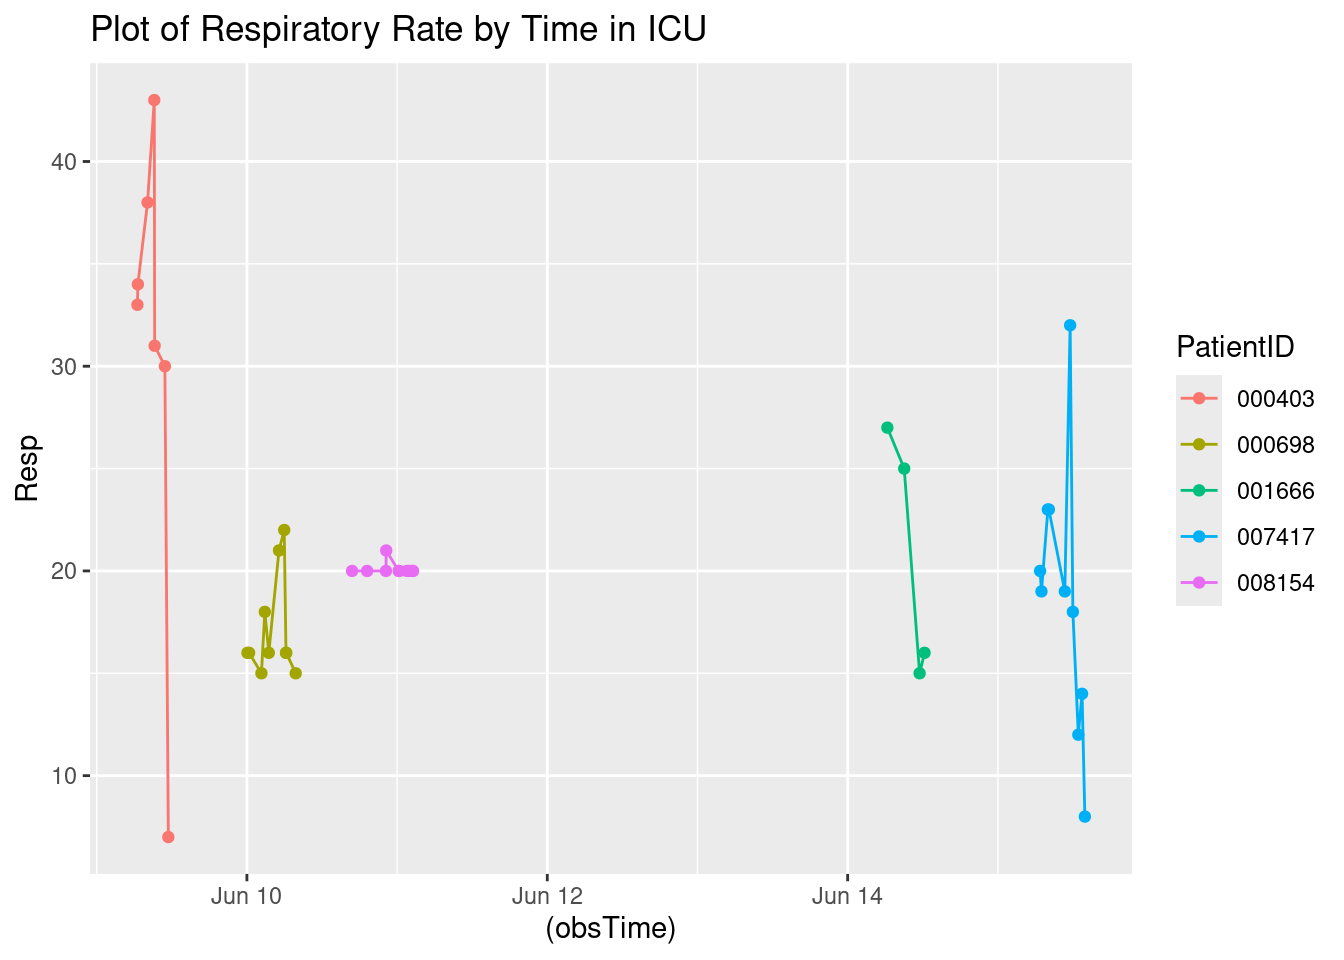 Plot of Respiratory Rate by Time in ICU
40
30
20
10
Resp
Jun 10
Jun 12
Jun 14
(obsTime)
PatientID
000403
000698
001666
007417
008154